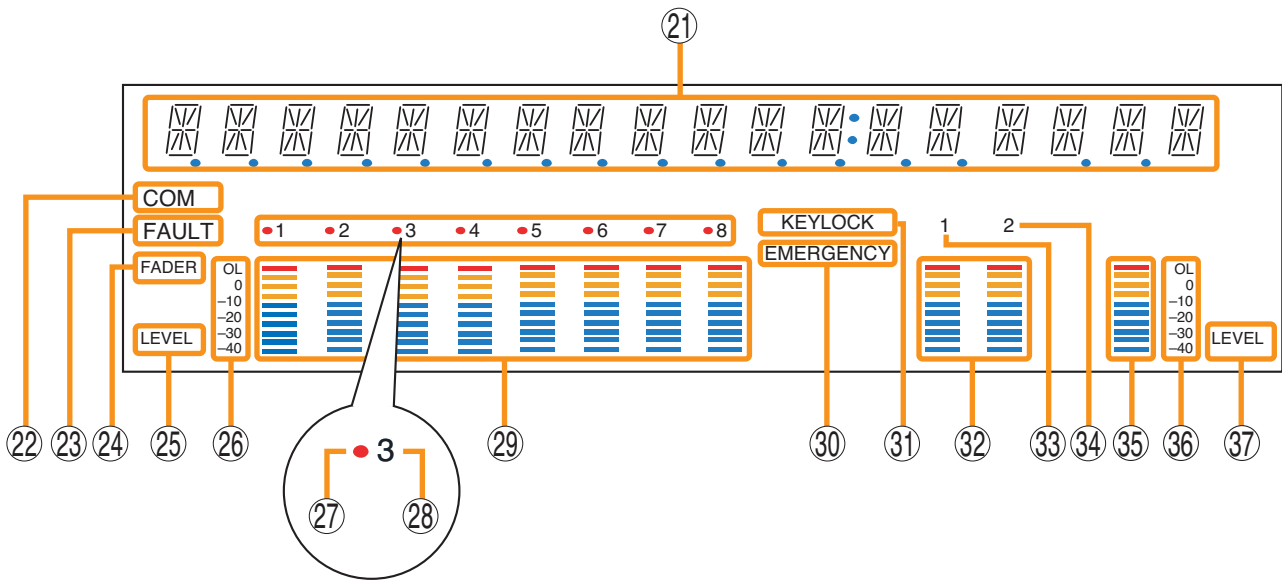 ㉑
COM
FAULT
1 2 3 4 5 6 7 8
KEYLOCK
EMERGENCY
1 2
FADER
LEVEL
OL
0
–10
–20
–30
–40
OL
0
–10
–20
–30
–40
LEVEL
㉒ ㉓ ㉔ ㉕ ㉖ ㉙ ㉚ ㉛ ㉜ ㉝ ㉞ ㉟ ㊱ ㊲
3
㉗ ㉘